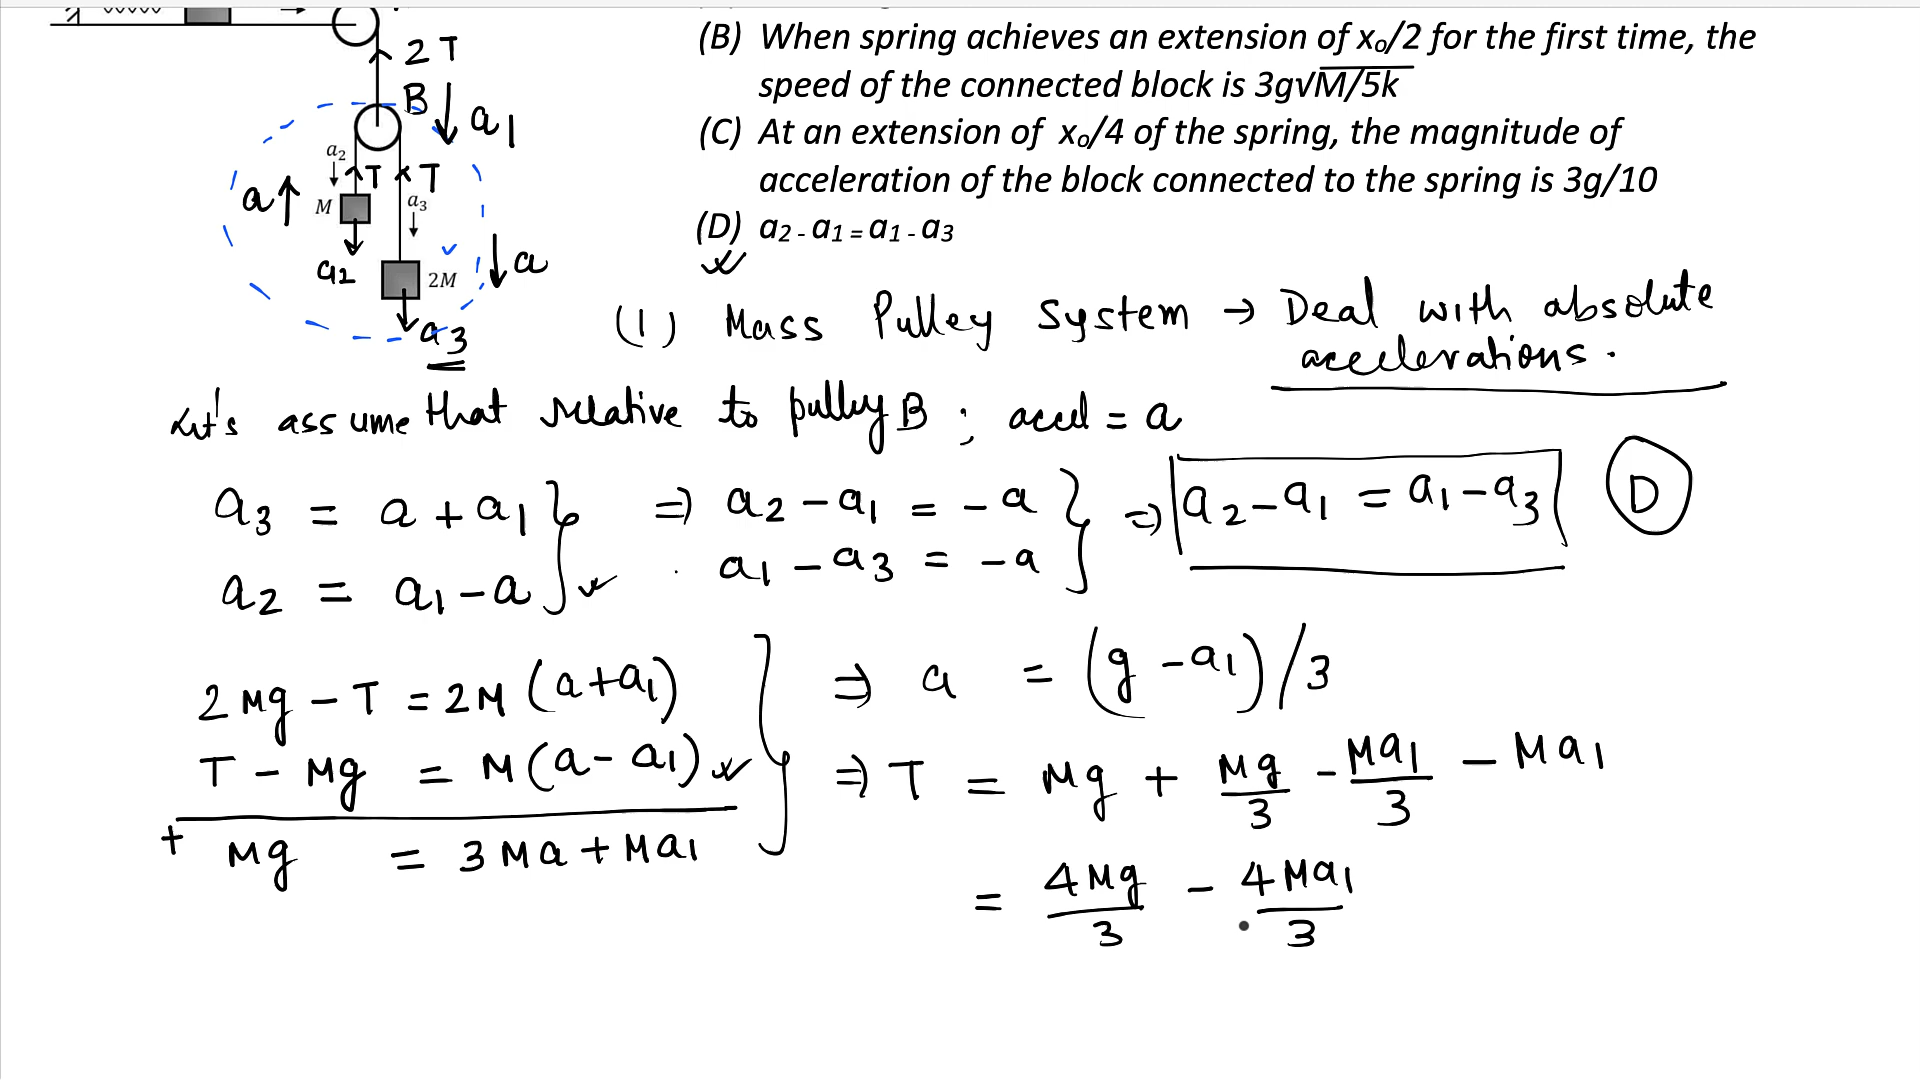 (B) When spring achieves an extension of x₀/2 for the first time, the
speed of the connected block is 3g√M/5k
(C) At an extension of x₀/4 of the spring, the magnitude of
acceleration of the block connected to the spring is 3g/10
(D) a₂ - a₁ = a₁ - a₃
2T
B
a₁
a₂
T
T
a
M
a₃
a₂
2M
a
a₃
(1) Mass Pulley System → Deal with absolute
accelerations.
Let's assume that relative to pulley B ; accel = a
a₃ = a + a₁ } ⇒ a₂ - a₁ = -a } ⇒ a₂ - a₁ = a₁ - a₃ D
a₂ = a₁ - a a₁ - a₃ = -a
2Mg - T = 2M (a+a₁) } ⇒ a = (g - a₁)/3
T - Mg = M(a - a₁) ⇒ T = Mg + Mg/3 - Ma₁/3 - Ma₁
+ Mg = 3Ma + Ma₁
= 4Mg/3 - 4Ma₁/3